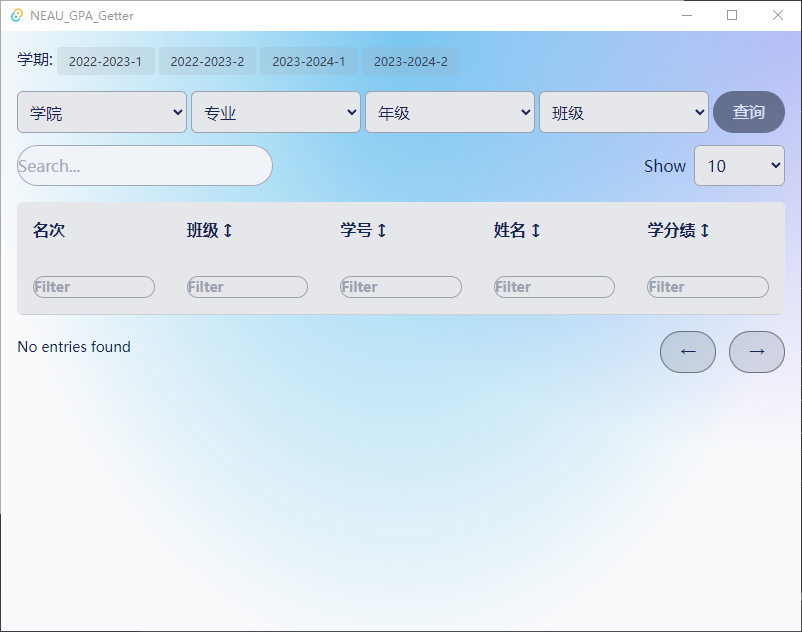 NEAU_GPA_Getter
学期: 2022-2023-1 2022-2023-2 2023-2024-1 2023-2024-2
学院 专业 年级 班级 查询
Search... Show 10
名次 班级 ↕ 学号 ↕ 姓名 ↕ 学分绩 ↕
Filter Filter Filter Filter Filter
No entries found ← →